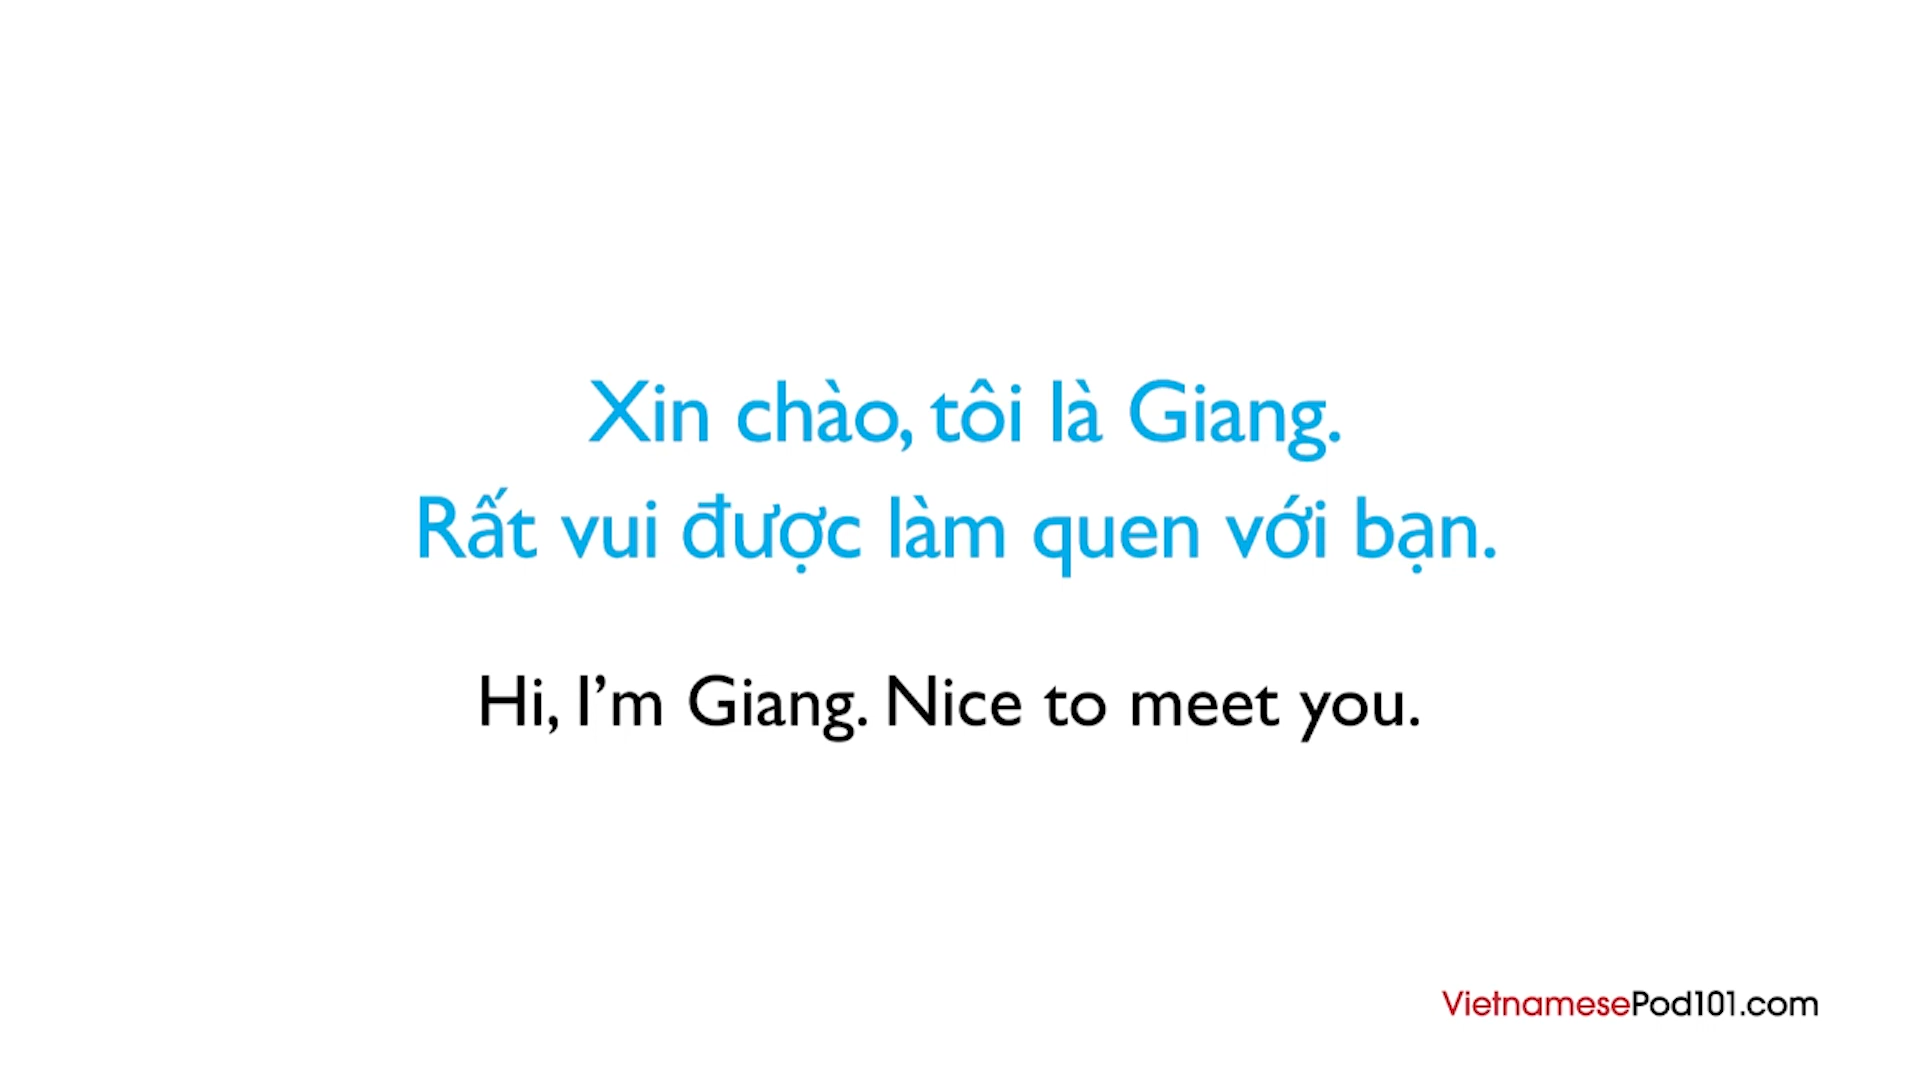 Xin chào, tôi là Giang.
Rất vui được làm quen với bạn.
Hi, I’m Giang. Nice to meet you.
VietnamesePod101.com